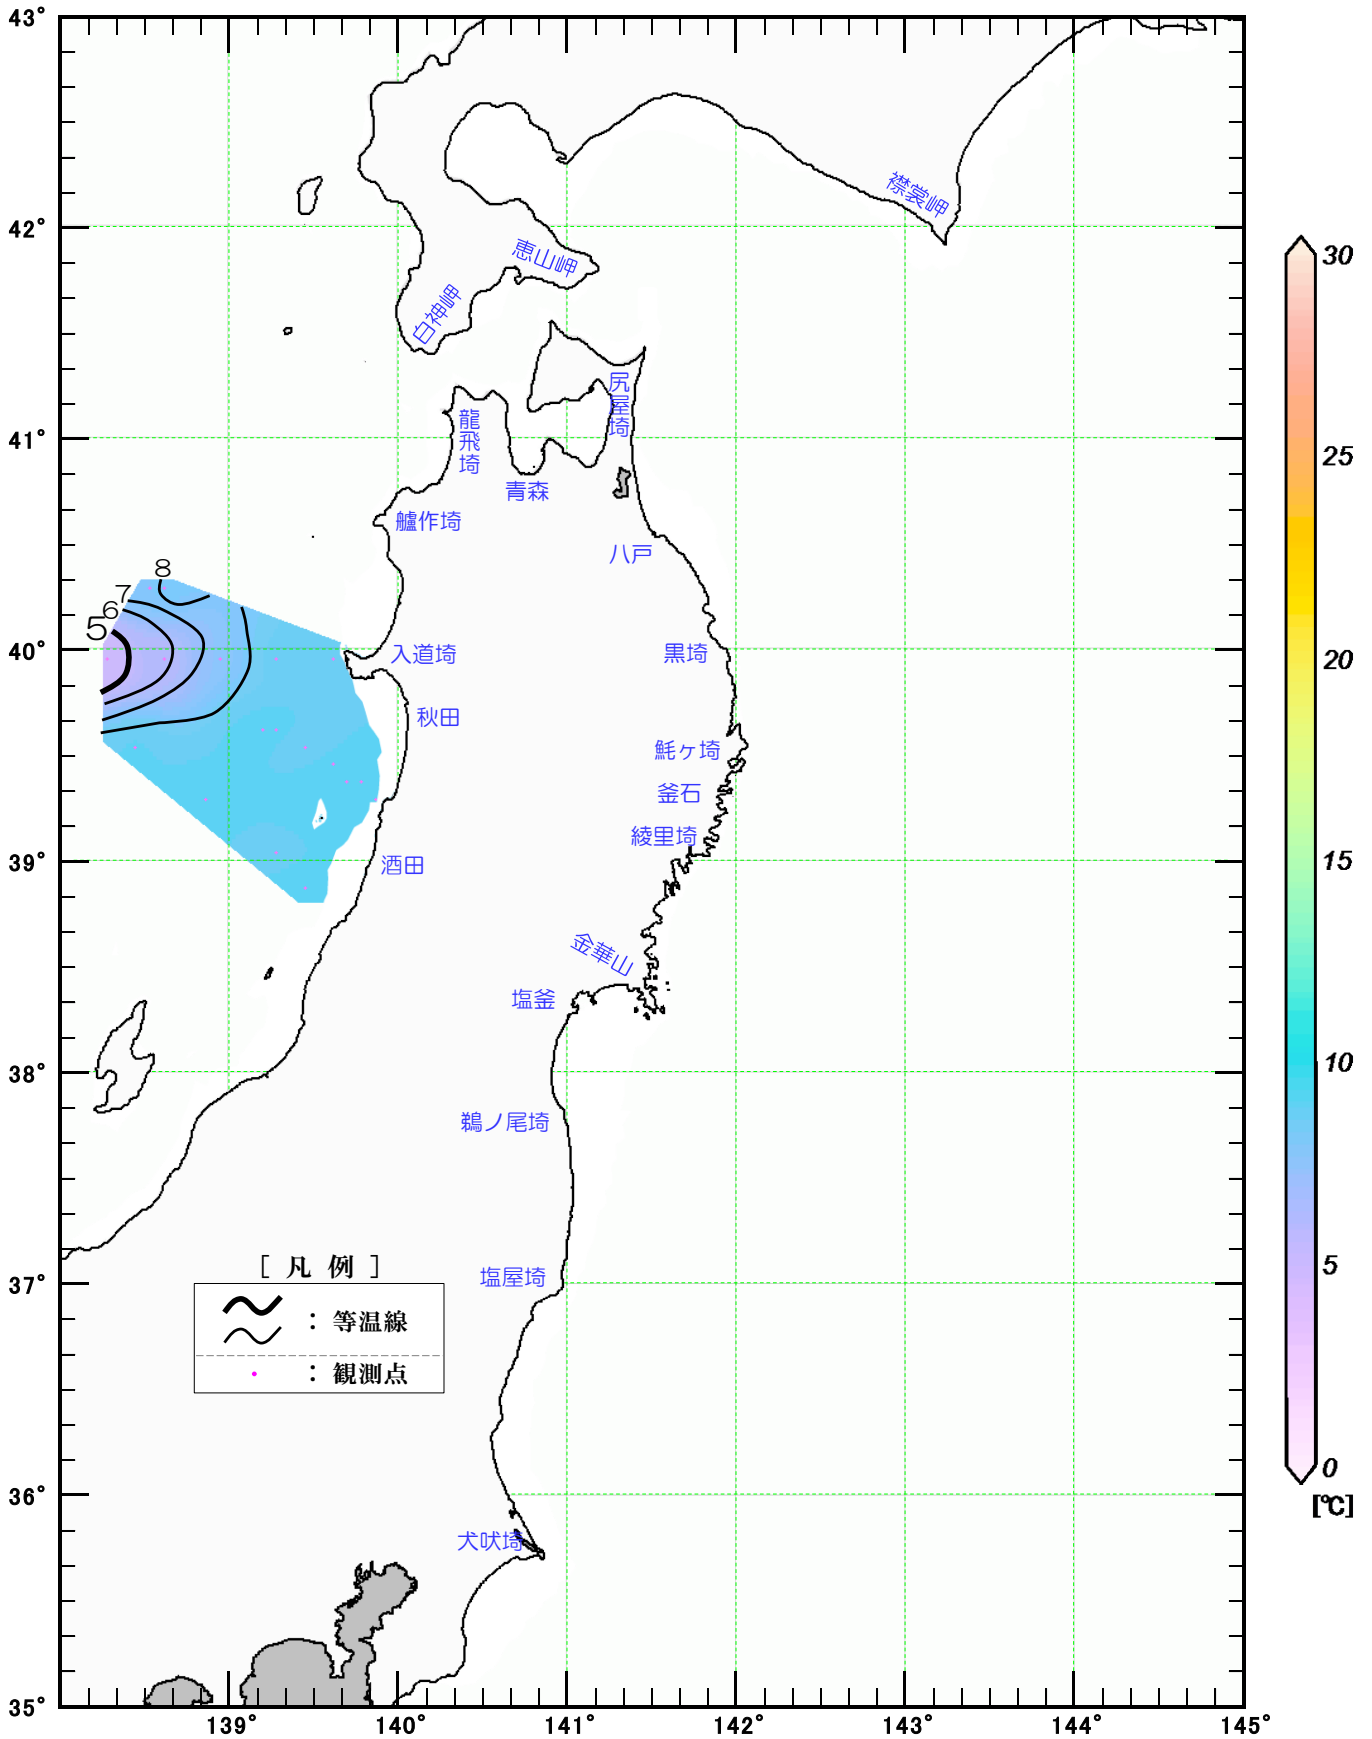 43°
42°
41°
40°
39°
38°
37°
36°
35°
139°
140°
141°
142°
143°
144°
145°
襟裳岬
恵山岬
白神岬
尻屋埼
龍飛埼
青森
艫作埼
八戸
8
7
6
5
入道埼
黒埼
秋田
魹ヶ埼
釜石
綾里埼
酒田
金華山
塩釜
鵜ノ尾埼
塩屋埼
犬吠埼
[ 凡 例 ]
: 等温線
: 観測点
30
25
20
15
10
5
0
[℃]